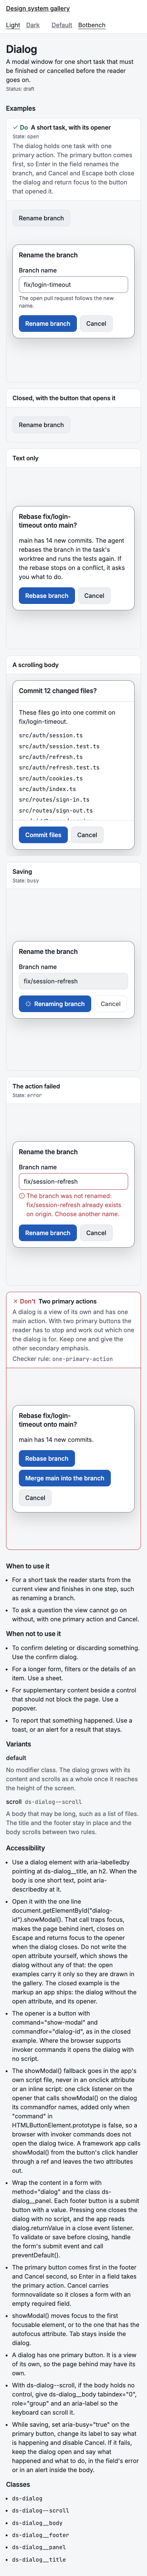 Design system gallery
Light Dark Default Botbench
Dialog
A modal window for one short task that must
be finished or cancelled before the reader
goes on.
Status: draft
Examples
✓ Do A short task, with its opener
State: open
The dialog holds one task with one
primary action. The primary button comes
first, so Enter in the field renames the
branch, and Cancel and Escape both close
the dialog and return focus to the button
that opened it.
Rename branch
Rename the branch
Branch name
fix/login-timeout
The open pull request follows the new
name.
Rename branch Cancel
Closed, with the button that opens it
Rename branch
Text only
Rebase fix/login-
timeout onto main?
main has 14 new commits. The agent
rebases the branch in the task's
worktree and runs the tests again. If
the rebase stops on a conflict, it asks
you what to do.
Rebase branch Cancel
A scrolling body
Commit 12 changed files?
These files go into one commit on
fix/login-timeout.
src/auth/session.ts
src/auth/session.test.ts
src/auth/refresh.ts
src/auth/refresh.test.ts
src/auth/cookies.ts
src/auth/index.ts
src/routes/sign-in.ts
src/routes/sign-out.ts
Commit files Cancel
Saving
State: busy
Rename the branch
Branch name
fix/session-refresh
Renaming branch Cancel
The action failed
State: error
Rename the branch
Branch name
fix/session-refresh
The branch was not renamed:
fix/session-refresh already exists
on origin. Choose another name.
Rename branch Cancel
✕ Don't Two primary actions
A dialog is a view of its own and has one
main action. With two primary buttons the
reader has to stop and work out which one
the dialog is for. Keep one and give the
other secondary emphasis.
Checker rule: one-primary-action
Rebase fix/login-
timeout onto main?
main has 14 new commits.
Rebase branch
Merge main into the branch
Cancel
When to use it
• For a short task the reader starts from the
current view and finishes in one step, such
as renaming a branch.
• To ask a question the view cannot go on
without, with one primary action and Cancel.
When not to use it
• To confirm deleting or discarding something.
Use the confirm dialog.
• For a longer form, filters or the details of an
item. Use a sheet.
• For supplementary content beside a control
that should not block the page. Use a
popover.
• To report that something happened. Use a
toast, or an alert for a result that stays.
Variants
default
No modifier class. The dialog grows with its
content and scrolls as a whole once it reaches
the height of the screen.
scroll ds-dialog--scroll
A body that may be long, such as a list of files.
The title and the footer stay in place and the
body scrolls between two rules.
Accessibility
• Use a dialog element with aria-labelledby
pointing at ds-dialog__title, an h2. When the
body is one short text, point aria-
describedby at it.
• Open it with the one line
document.getElementById("dialog-
id").showModal(). That call traps focus,
makes the page behind inert, closes on
Escape and returns focus to the opener
when the dialog closes. Do not write the
open attribute yourself, which shows the
dialog without any of that: the open
examples carry it only so they are drawn in
the gallery. The closed example is the
markup an app ships: the dialog without the
open attribute, and its opener.
• The opener is a button with
command="show-modal" and
commandfor="dialog-id", as in the closed
example. Where the browser supports
invoker commands it opens the dialog with
no script.
• The showModal() fallback goes in the app's
own script file, never in an onclick attribute
or an inline script: one click listener on the
opener that calls showModal() on the dialog
its commandfor names, added only when
"command" in
HTMLButtonElement.prototype is false, so a
browser with invoker commands does not
open the dialog twice. A framework app calls
showModal() from the button's click handler
through a ref and leaves the two attributes
out.
• Wrap the content in a form with
method="dialog" and the class ds-
dialog__panel. Each footer button is a submit
button with a value. Pressing one closes the
dialog with no script, and the app reads
dialog.returnValue in a close event listener.
To validate or save before closing, handle
the form's submit event and call
preventDefault().
• The primary button comes first in the footer
and Cancel second, so Enter in a field takes
the primary action. Cancel carries
formnovalidate so it closes a form with an
empty required field.
• showModal() moves focus to the first
focusable element, or to the one that has the
autofocus attribute. Tab stays inside the
dialog.
• A dialog has one primary button. It is a view
of its own, so the page behind may have its
own.
• With ds-dialog--scroll, if the body holds no
control, give ds-dialog__body tabindex="0",
role="group" and an aria-label so the
keyboard can scroll it.
• While saving, set aria-busy="true" on the
primary button, change its label to say what
is happening and disable Cancel. If it fails,
keep the dialog open and say what
happened and what to do, in the field's error
or in an alert inside the body.
Classes
• ds-dialog
• ds-dialog--scroll
• ds-dialog__body
• ds-dialog__footer
• ds-dialog__panel
• ds-dialog__title